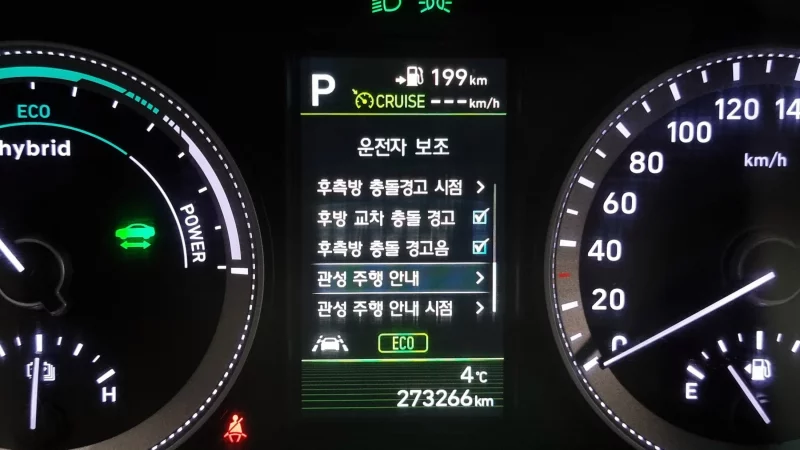 ECO
hybrid
POWER
H
P
199 km
CRUISE --- km/h
운전자 보조
후측방 충돌경고 시점
후방 교차 충돌 경고
후측방 충돌 경고음
관성 주행 안내
관성 주행 안내 시점
ECO
4℃
273266 km
0
20
40
60
80
100
120
km/h
E